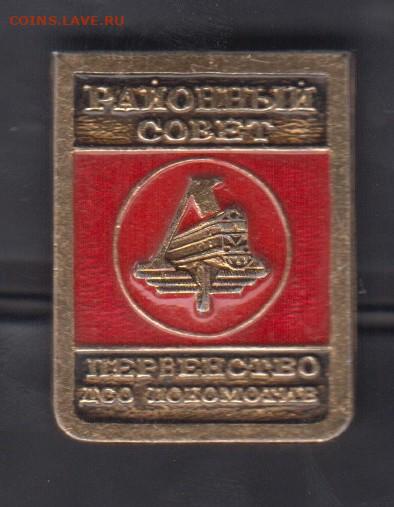 COINS.LAVE.RU
РАЙОННЫЙ
СОВЕТ
ПЕРВЕНСТВО
ДСО ЛОКОМОТИВ